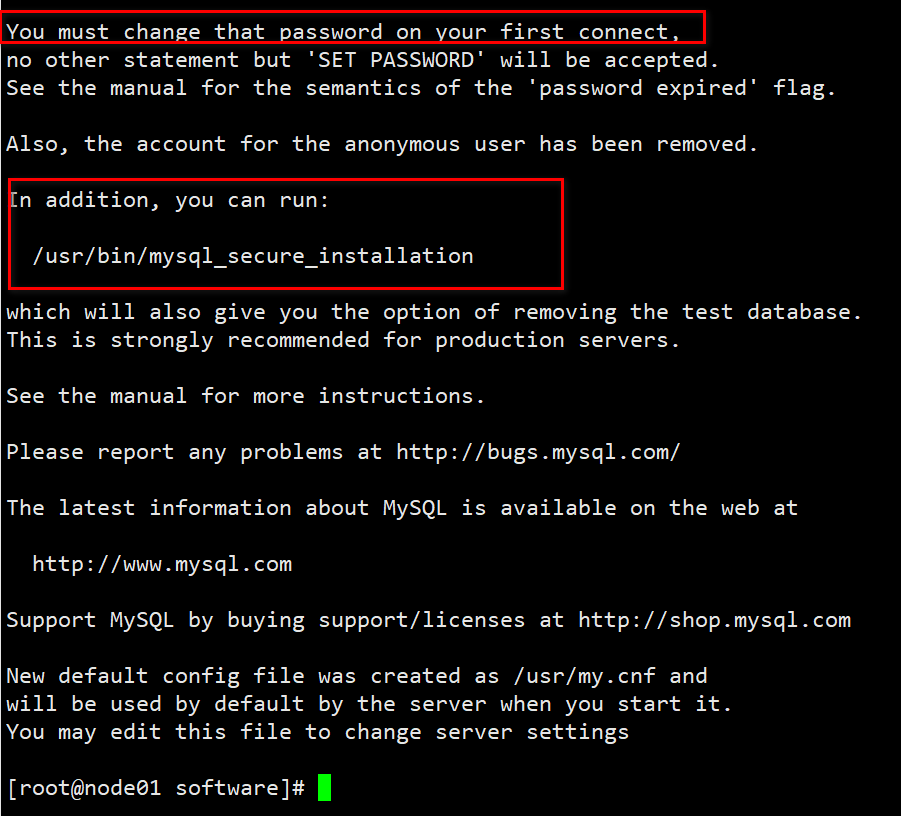 You must change that password on your first connect,
no other statement but 'SET PASSWORD' will be accepted.
See the manual for the semantics of the 'password expired' flag.
Also, the account for the anonymous user has been removed.
In addition, you can run:
/usr/bin/mysql_secure_installation
which will also give you the option of removing the test database.
This is strongly recommended for production servers.
See the manual for more instructions.
Please report any problems at http://bugs.mysql.com/
The latest information about MySQL is available on the web at
http://www.mysql.com
Support MySQL by buying support/licenses at http://shop.mysql.com
New default config file was created as /usr/my.cnf and
will be used by default by the server when you start it.
You may edit this file to change server settings
[root@node01 software]#